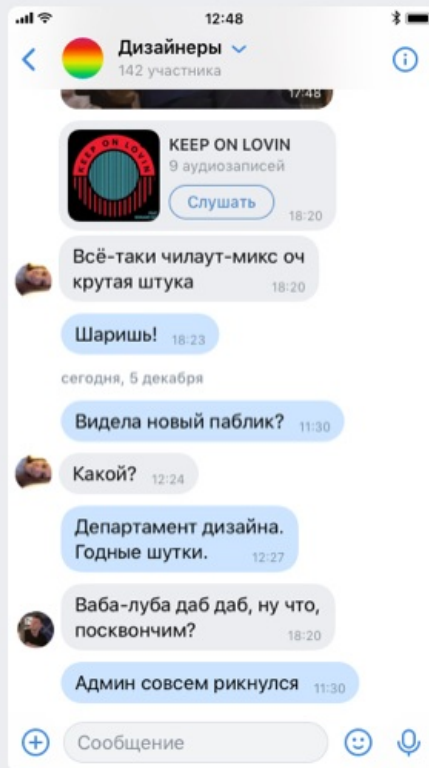 12:48
Дизайнеры
142 участника
17:48
KEEP ON LOVIN
KEEP ON LOVIN
9 аудиозаписей
Слушать
18:20
Всё-таки чилаут-микс оч
крутая штука
18:20
Шаришь!
18:23
сегодня, 5 декабря
Видела новый паблик?
11:30
Какой?
12:24
Департамент дизайна.
Годные шутки.
12:27
Ваба-луба даб даб, ну что,
посквончим?
18:20
Админ совсем рикнулся
11:30
Сообщение